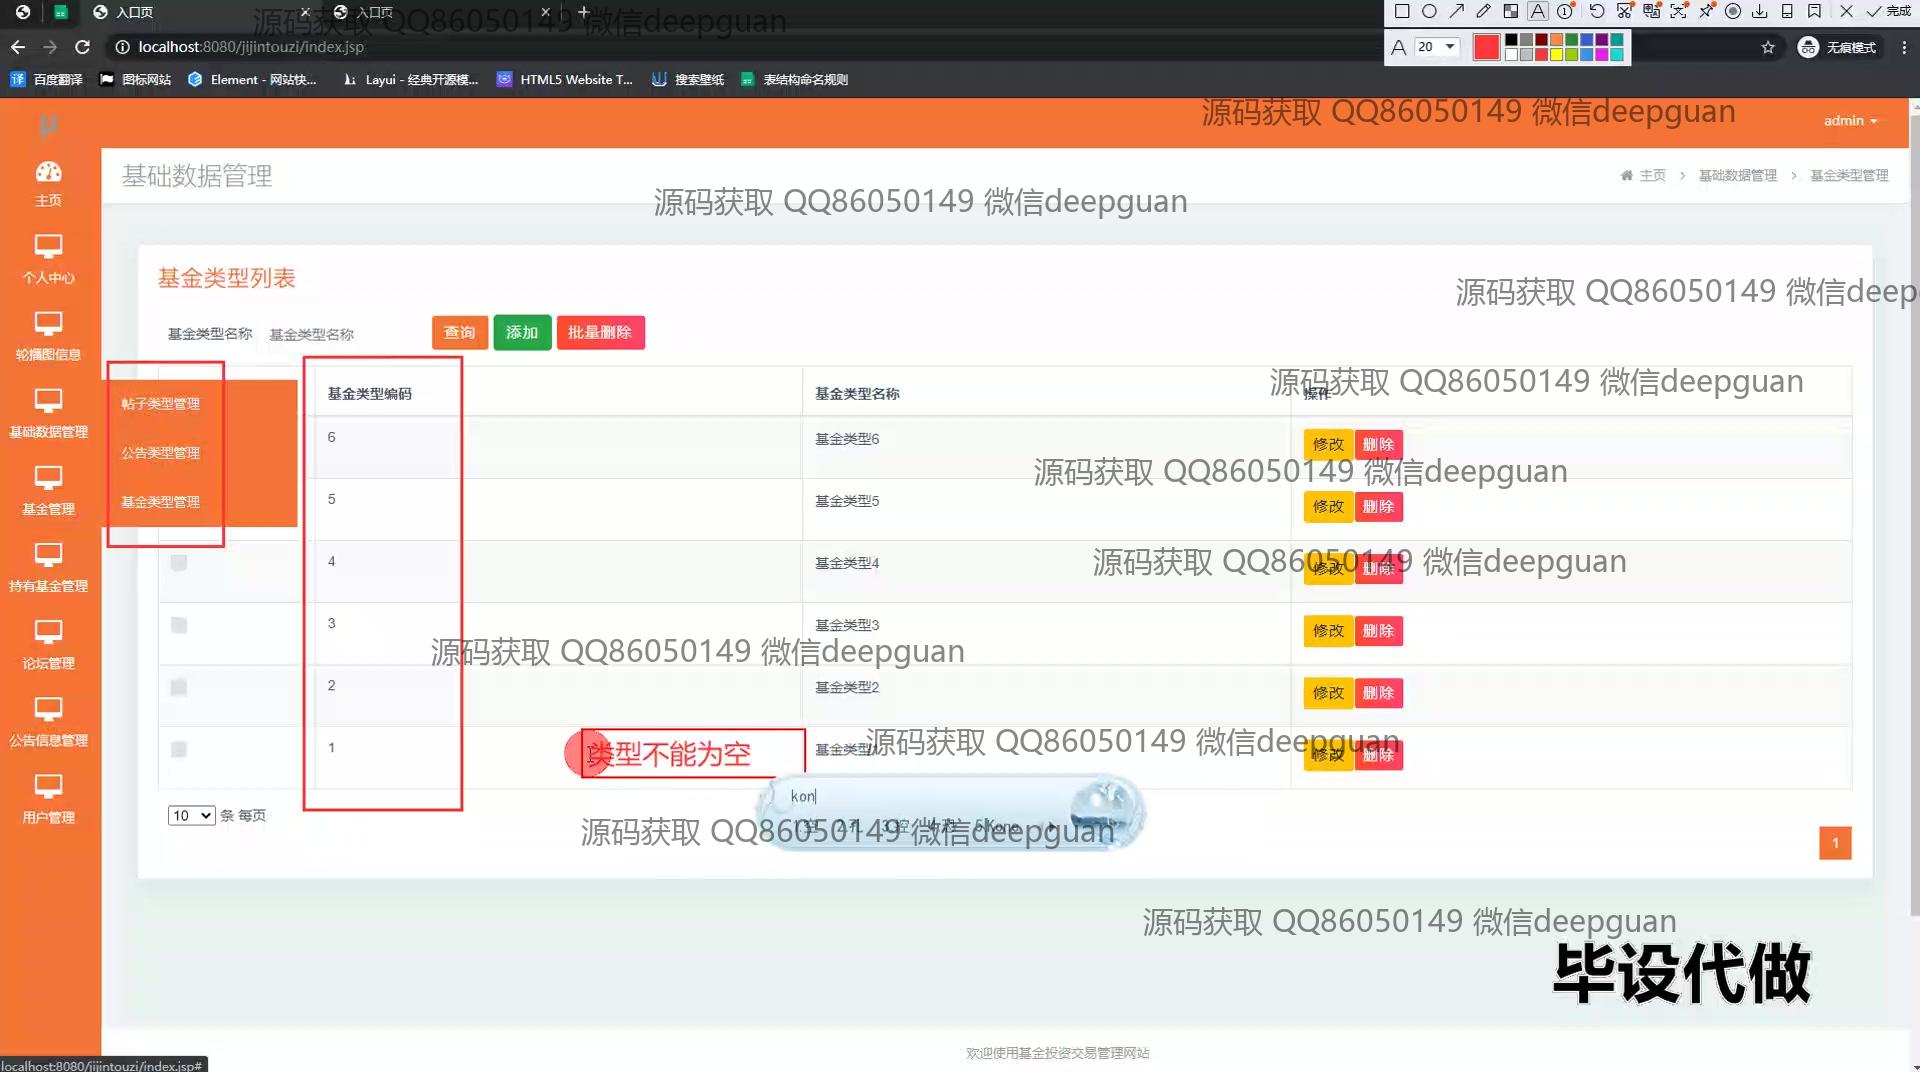 入口页
入口页
源码获取 QQ86050149 微信deepguan
完成
localhost:8080/jijintouzi/index.jsp
A 20
无痕模式
百度翻译
图标网站
Element - 网站快...
Layui - 经典开源模...
HTML5 Website T...
搜索壁纸
表结构命名规则
源码获取 QQ86050149 微信deepguan
admin
基础数据管理
主页 > 基础数据管理 > 基金类型管理
源码获取 QQ86050149 微信deepguan
主页
个人中心
轮播图信息
基础数据管理
基金管理
持有基金管理
论坛管理
公告信息管理
用户管理
帖子类型管理
公告类型管理
基金类型管理
基金类型列表
源码获取 QQ86050149 微信deep
基金类型名称 基金类型名称 查询 添加 批量删除
基金类型编码 基金类型名称 操作
源码获取 QQ86050149 微信deepguan
6 基金类型6 修改 删除
源码获取 QQ86050149 微信deepguan
5 基金类型5 修改 删除
4 基金类型4 修改 删除
源码获取 QQ86050149 微信deepguan
3 基金类型3 修改 删除
源码获取 QQ86050149 微信deepguan
2 基金类型2 修改 删除
1 类型不能为空 基金类型1 修改 删除
源码获取 QQ86050149 微信deepguan
kon
10 条 每页
源码获取 QQ86050149 微信deepguan
1
源码获取 QQ86050149 微信deepguan
毕设代做
欢迎使用基金投资交易管理网站
localhost:8080/jijintouzi/index.jsp#